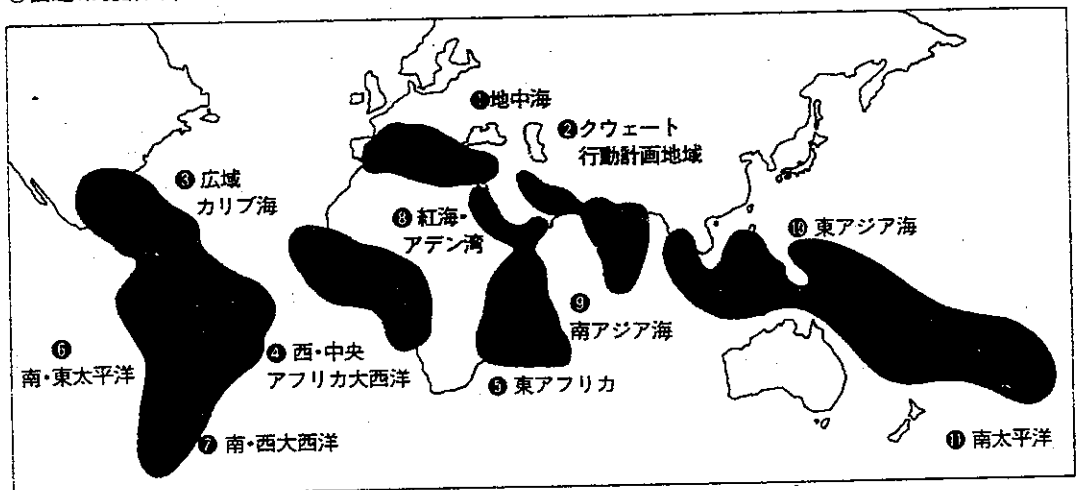 ❶地中海
❷クウェート
行動計画地域
❸広域
カリブ海
❽紅海・
アデン湾
❿東アジア海
❾
南アジア海
❻
南・東太平洋
❹西・中央
アフリカ大西洋
❺東アフリカ
❼南・西大西洋
⓫南太平洋